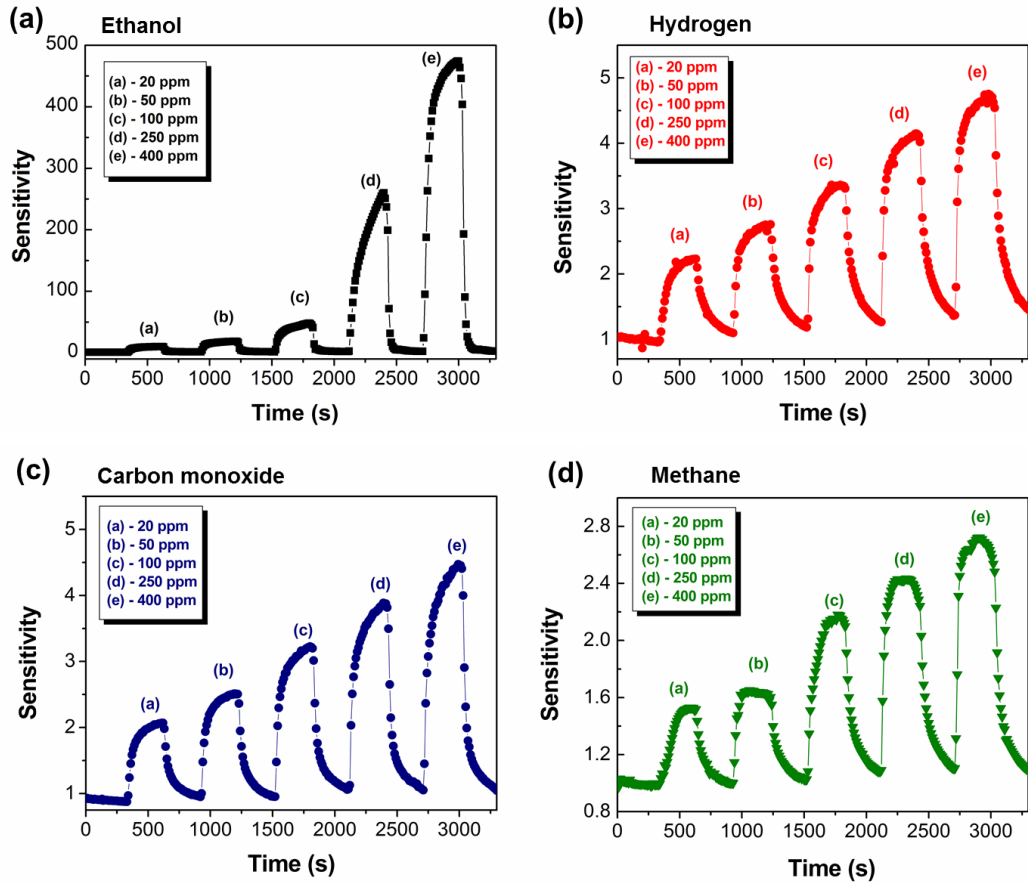 (a) Ethanol
500
400
300
200
100
0
Sensitivity
(a) - 20 ppm
(b) - 50 ppm
(c) - 100 ppm
(d) - 250 ppm
(e) - 400 ppm
(a)
(b)
(c)
(d)
(e)
0 500 1000 1500 2000 2500 3000
Time (s)
(b) Hydrogen
5
4
3
2
1
Sensitivity
(a) - 20 ppm
(b) - 50 ppm
(c) - 100 ppm
(d) - 250 ppm
(e) - 400 ppm
(a)
(b)
(c)
(d)
(e)
0 500 1000 1500 2000 2500 3000
Time (s)
(c) Carbon monoxide
5
4
3
2
1
Sensitivity
(a) - 20 ppm
(b) - 50 ppm
(c) - 100 ppm
(d) - 250 ppm
(e) - 400 ppm
(a)
(b)
(c)
(d)
(e)
0 500 1000 1500 2000 2500 3000
Time (s)
(d) Methane
2.8
2.4
2.0
1.6
1.2
0.8
Sensitivity
(a) - 20 ppm
(b) - 50 ppm
(c) - 100 ppm
(d) - 250 ppm
(e) - 400 ppm
(a)
(b)
(c)
(d)
(e)
0 500 1000 1500 2000 2500 3000
Time (s)